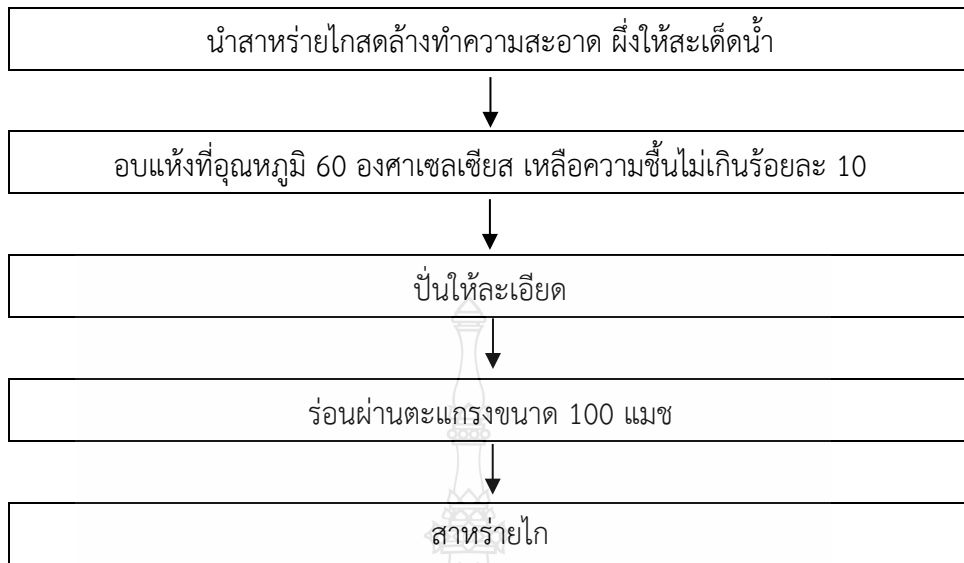 นำสาหร่ายไกสดล้างทำความสะอาด ผึ่งให้สะเด็ดน้ำ
อบแห้งที่อุณหภูมิ 60 องศาเซลเซียส เหลือความชื้นไม่เกินร้อยละ 10
ปั่นให้ละเอียด
ร่อนผ่านตะแกรงขนาด 100 แมช
สาหร่ายไก